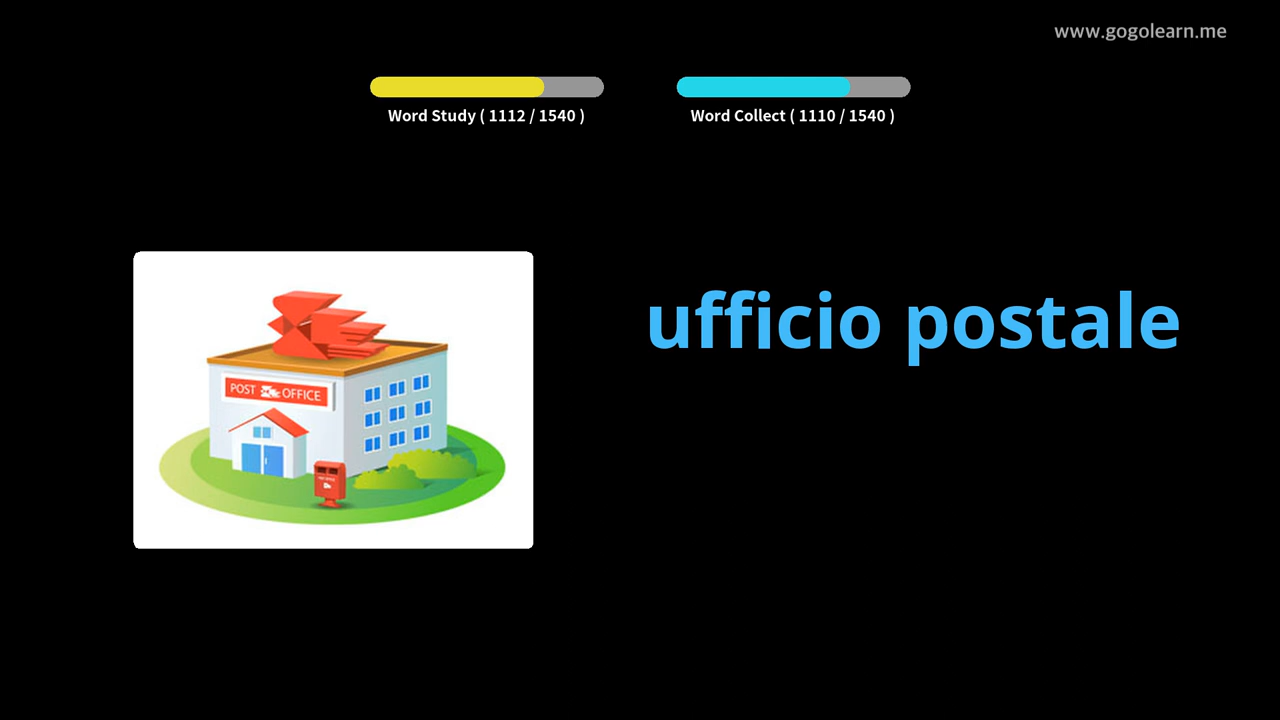 www.gogolearn.me
Word Study ( 1112 / 1540 )
Word Collect ( 1110 / 1540 )
ufficio postale
POST OFFICE